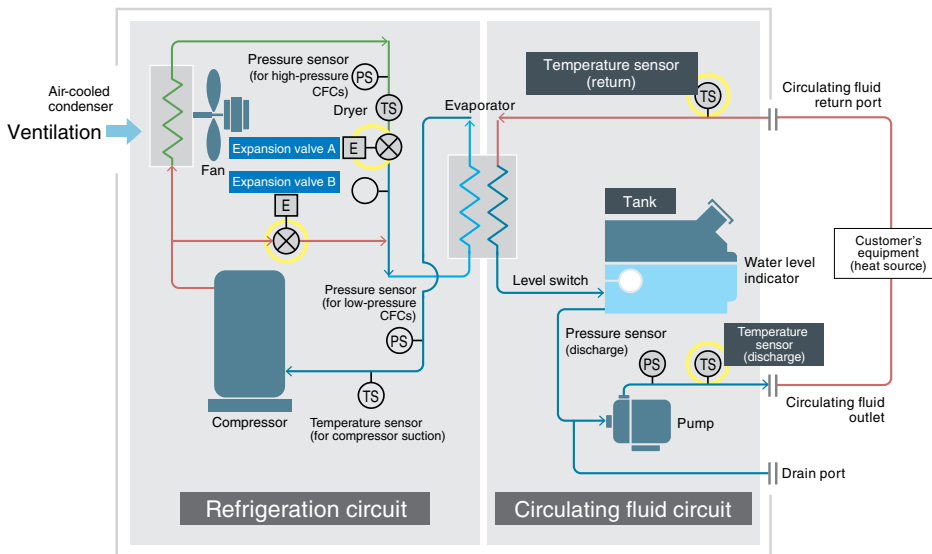 Air-cooled
condenser
Ventilation
Fan
Pressure sensor
(for high-pressure
CFCs)
PS
Dryer
TS
Expansion valve A
E
Expansion valve B
E
Evaporator
Pressure sensor
(for low-pressure
CFCs)
PS
TS
Temperature sensor
(for compressor suction)
Compressor
Refrigeration circuit
Temperature sensor
(return)
TS
Circulating fluid
return port
Tank
Water level
indicator
Level switch
Customer's
equipment
(heat source)
Pressure sensor
(discharge)
PS
TS
Temperature
sensor
(discharge)
Pump
Circulating fluid
outlet
Drain port
Circulating fluid circuit